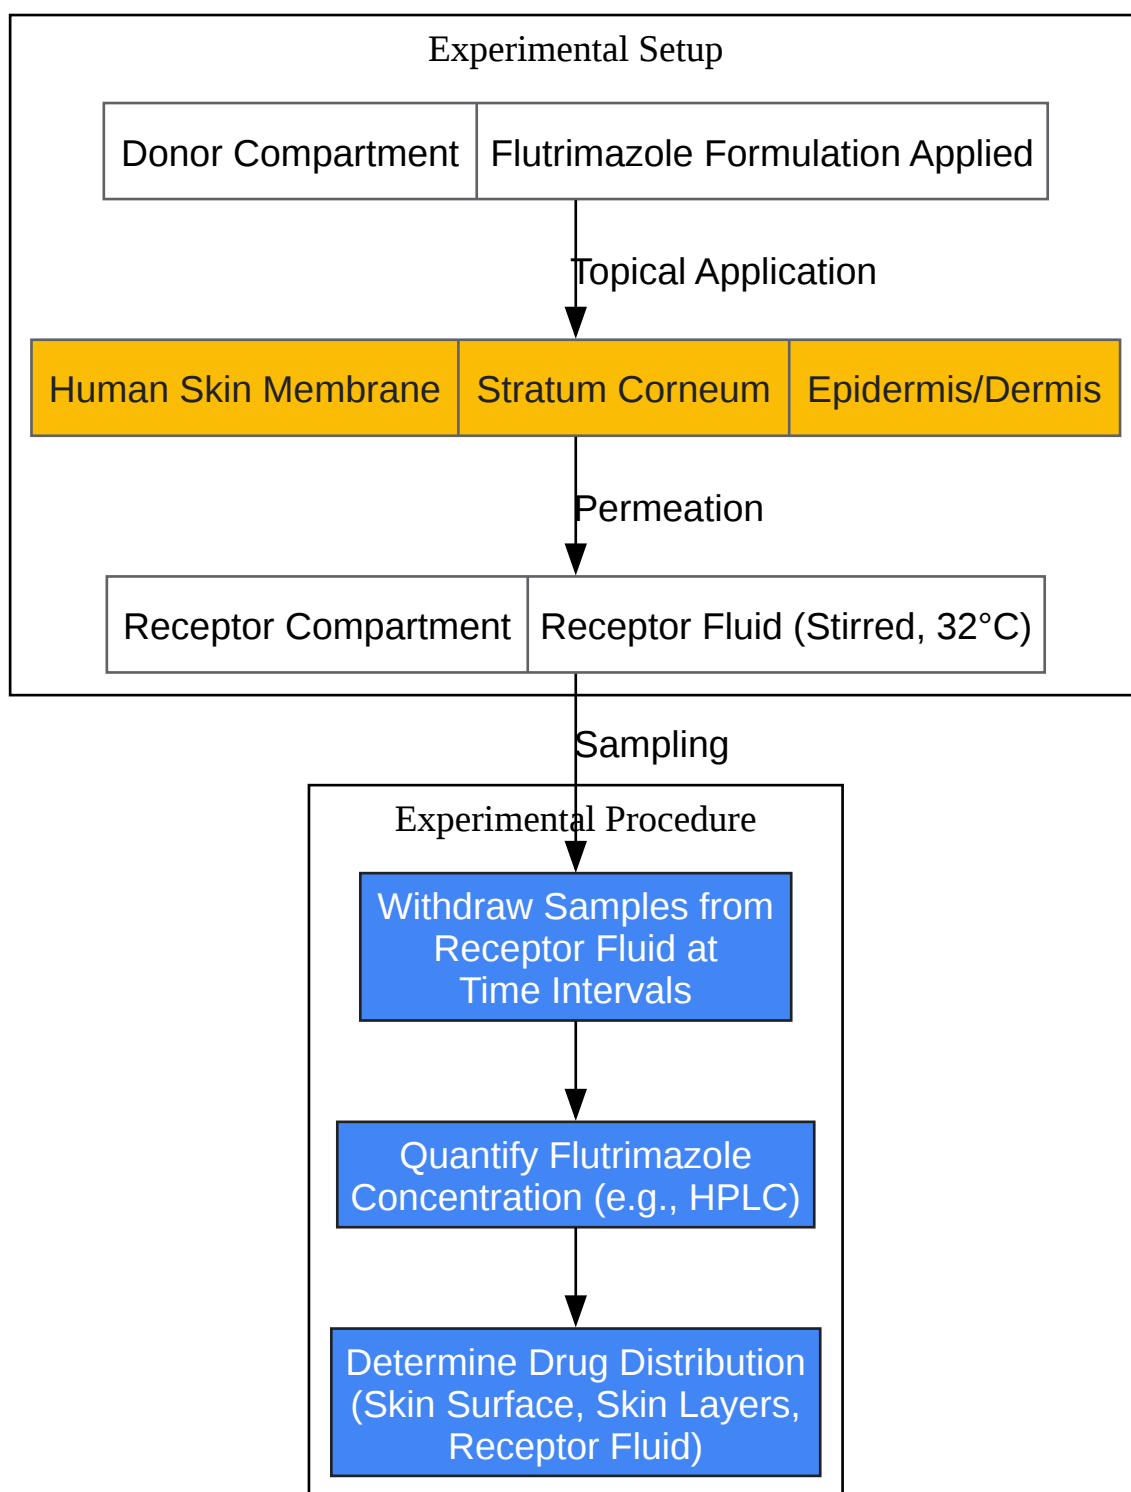 Experimental Setup
Donor Compartment
Flutrimazole Formulation Applied
Topical Application
Human Skin Membrane
Stratum Corneum
Epidermis/Dermis
Permeation
Receptor Compartment
Receptor Fluid (Stirred, 32°C)
Sampling
Experimental Procedure
Withdraw Samples from
Receptor Fluid at
Time Intervals
Quantify Flutrimazole
Concentration (e.g., HPLC)
Determine Drug Distribution
(Skin Surface, Skin Layers,
Receptor Fluid)